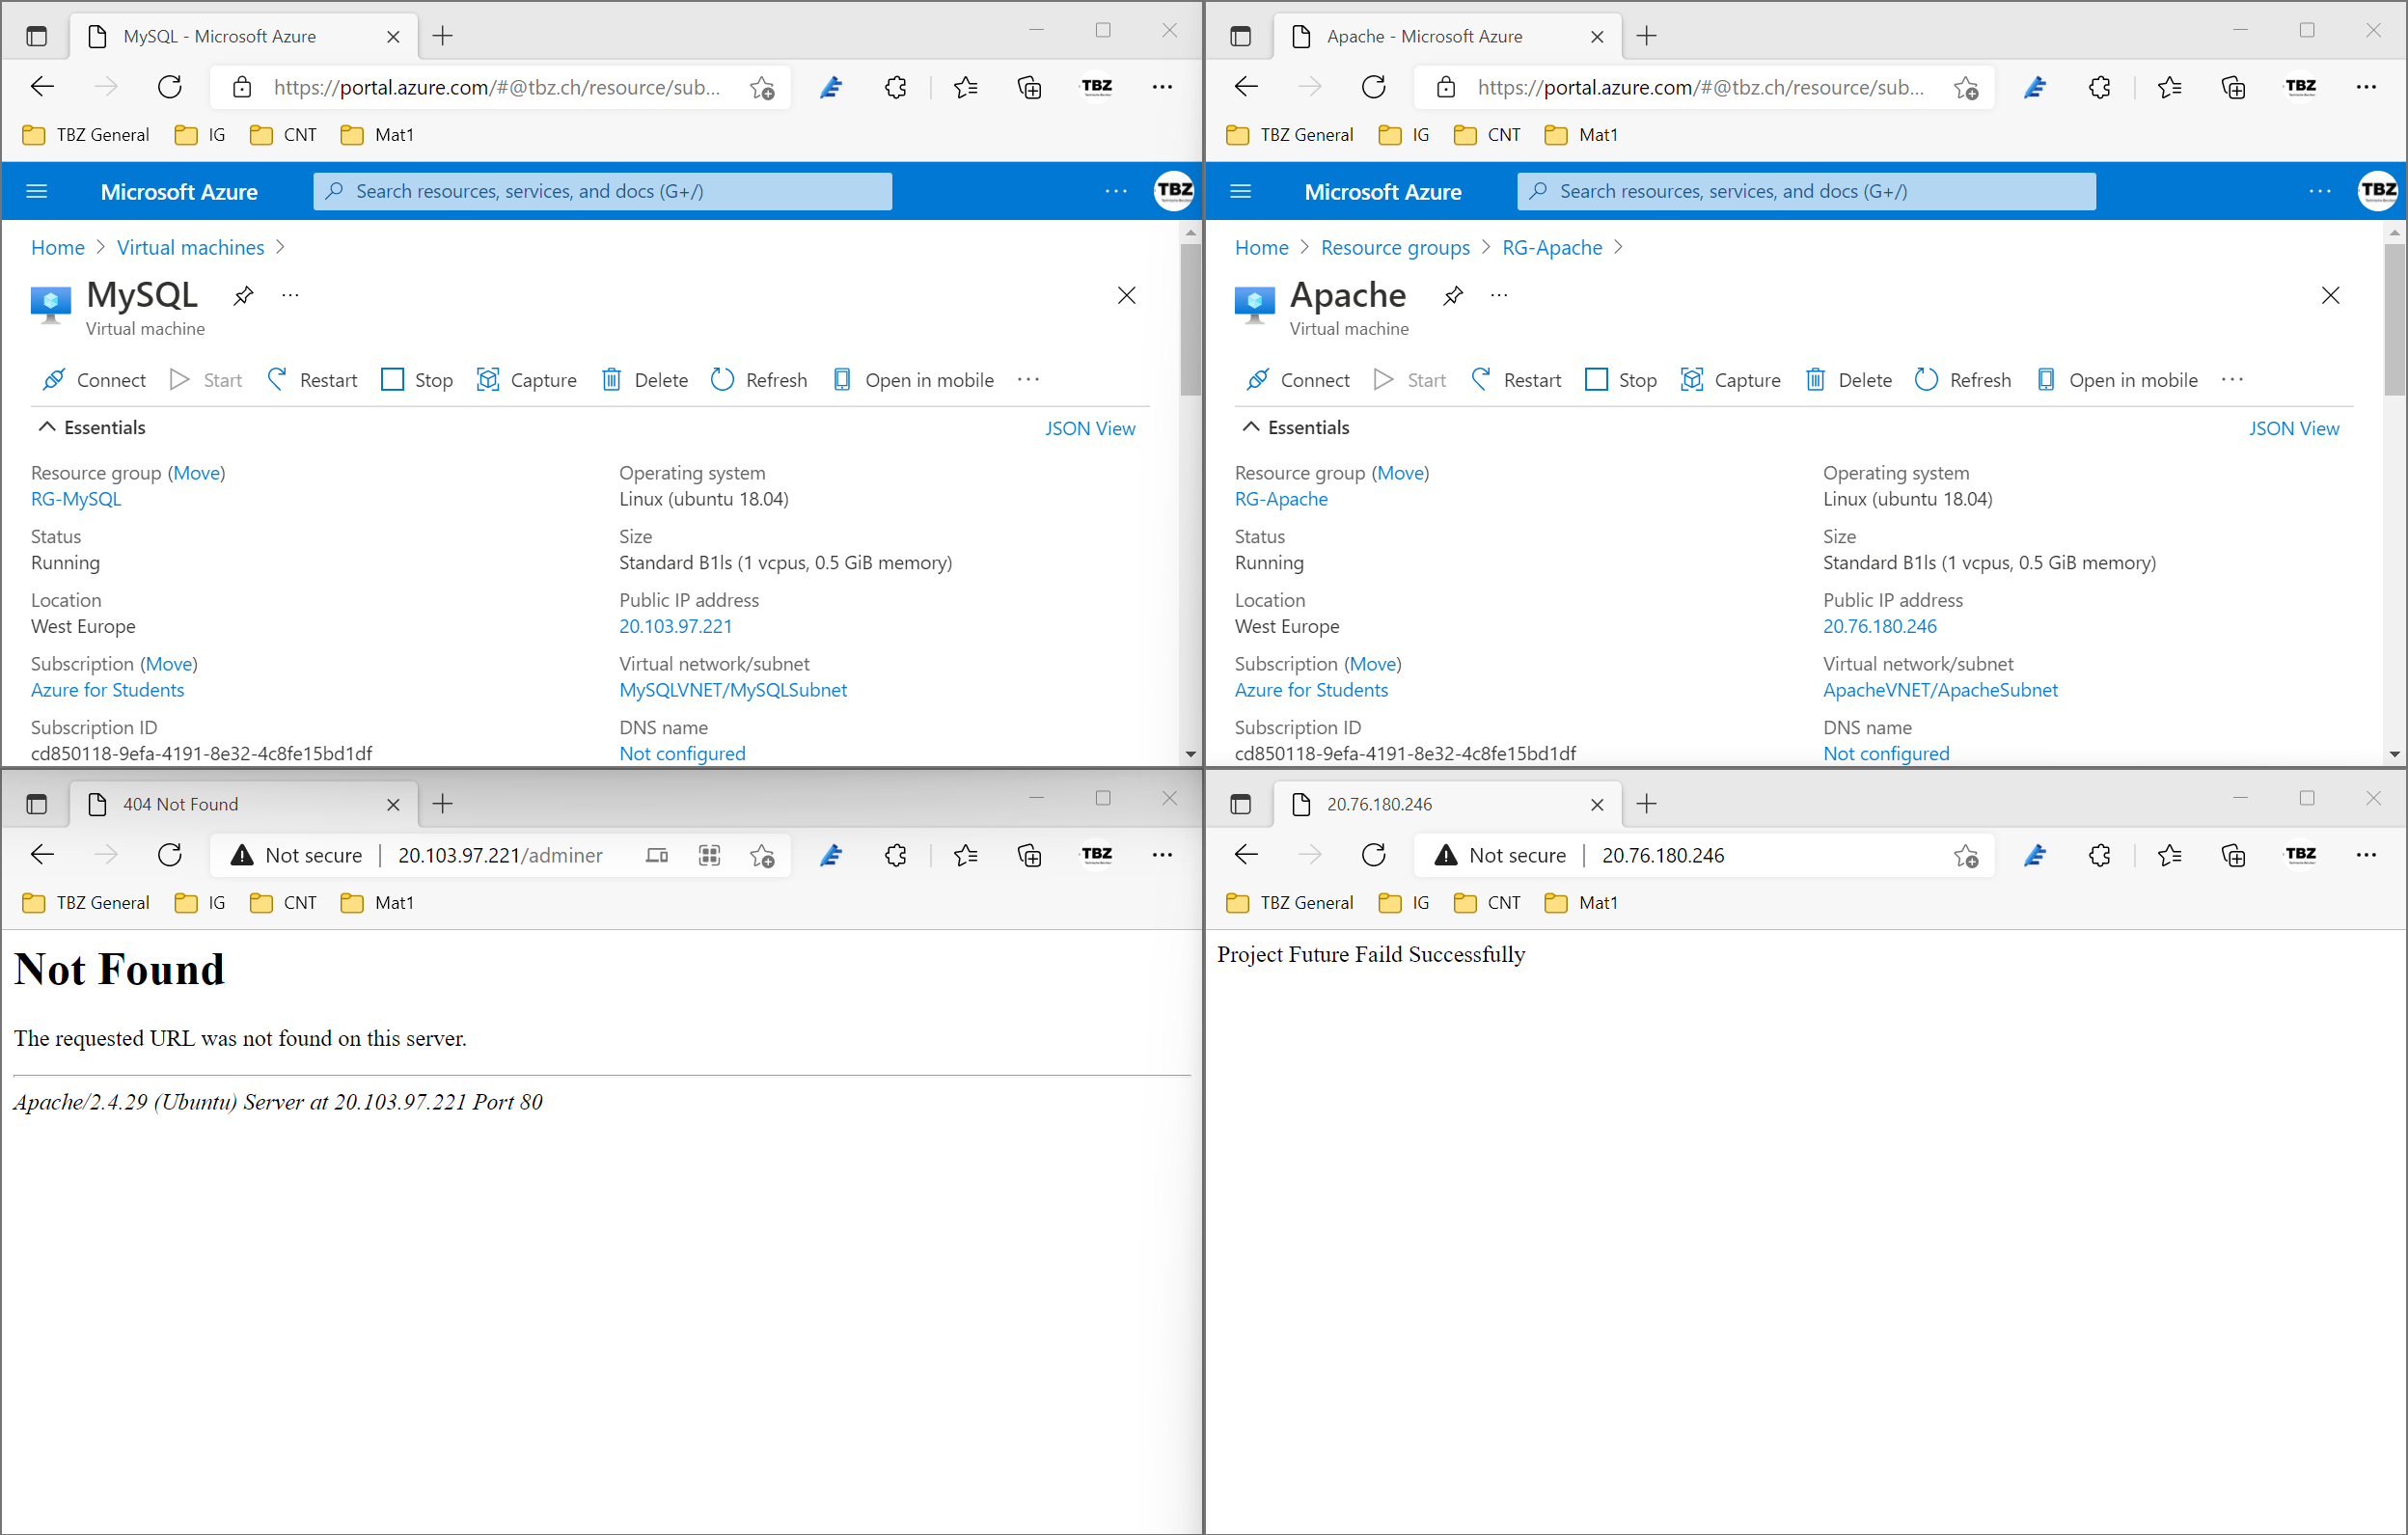 MySQL - Microsoft Azure
https://portal.azure.com/#@tbz.ch/resource/sub...
TBZ
TBZ General IG CNT Mat1
Microsoft Azure Search resources, services, and docs (G+/) TBZ
Home > Virtual machines >
MySQL
Virtual machine
Connect Start Restart Stop Capture Delete Refresh Open in mobile
Essentials JSON View
Resource group (Move)
RG-MySQL
Status
Running
Location
West Europe
Subscription (Move)
Azure for Students
Subscription ID
cd850118-9efa-4191-8e32-4c8fe15bd1df
Operating system
Linux (ubuntu 18.04)
Size
Standard B1ls (1 vcpus, 0.5 GiB memory)
Public IP address
20.103.97.221
Virtual network/subnet
MySQLVNET/MySQLSubnet
DNS name
Not configured
Apache - Microsoft Azure
https://portal.azure.com/#@tbz.ch/resource/sub...
TBZ
TBZ General IG CNT Mat1
Microsoft Azure Search resources, services, and docs (G+/) TBZ
Home > Resource groups > RG-Apache >
Apache
Virtual machine
Connect Start Restart Stop Capture Delete Refresh Open in mobile
Essentials JSON View
Resource group (Move)
RG-Apache
Status
Running
Location
West Europe
Subscription (Move)
Azure for Students
Subscription ID
cd850118-9efa-4191-8e32-4c8fe15bd1df
Operating system
Linux (ubuntu 18.04)
Size
Standard B1ls (1 vcpus, 0.5 GiB memory)
Public IP address
20.76.180.246
Virtual network/subnet
ApacheVNET/ApacheSubnet
DNS name
Not configured
404 Not Found
Not secure | 20.103.97.221/adminer
TBZ
TBZ General IG CNT Mat1
Not Found
The requested URL was not found on this server.
Apache/2.4.29 (Ubuntu) Server at 20.103.97.221 Port 80
20.76.180.246
Not secure | 20.76.180.246
TBZ
TBZ General IG CNT Mat1
Project Future Faild Successfully